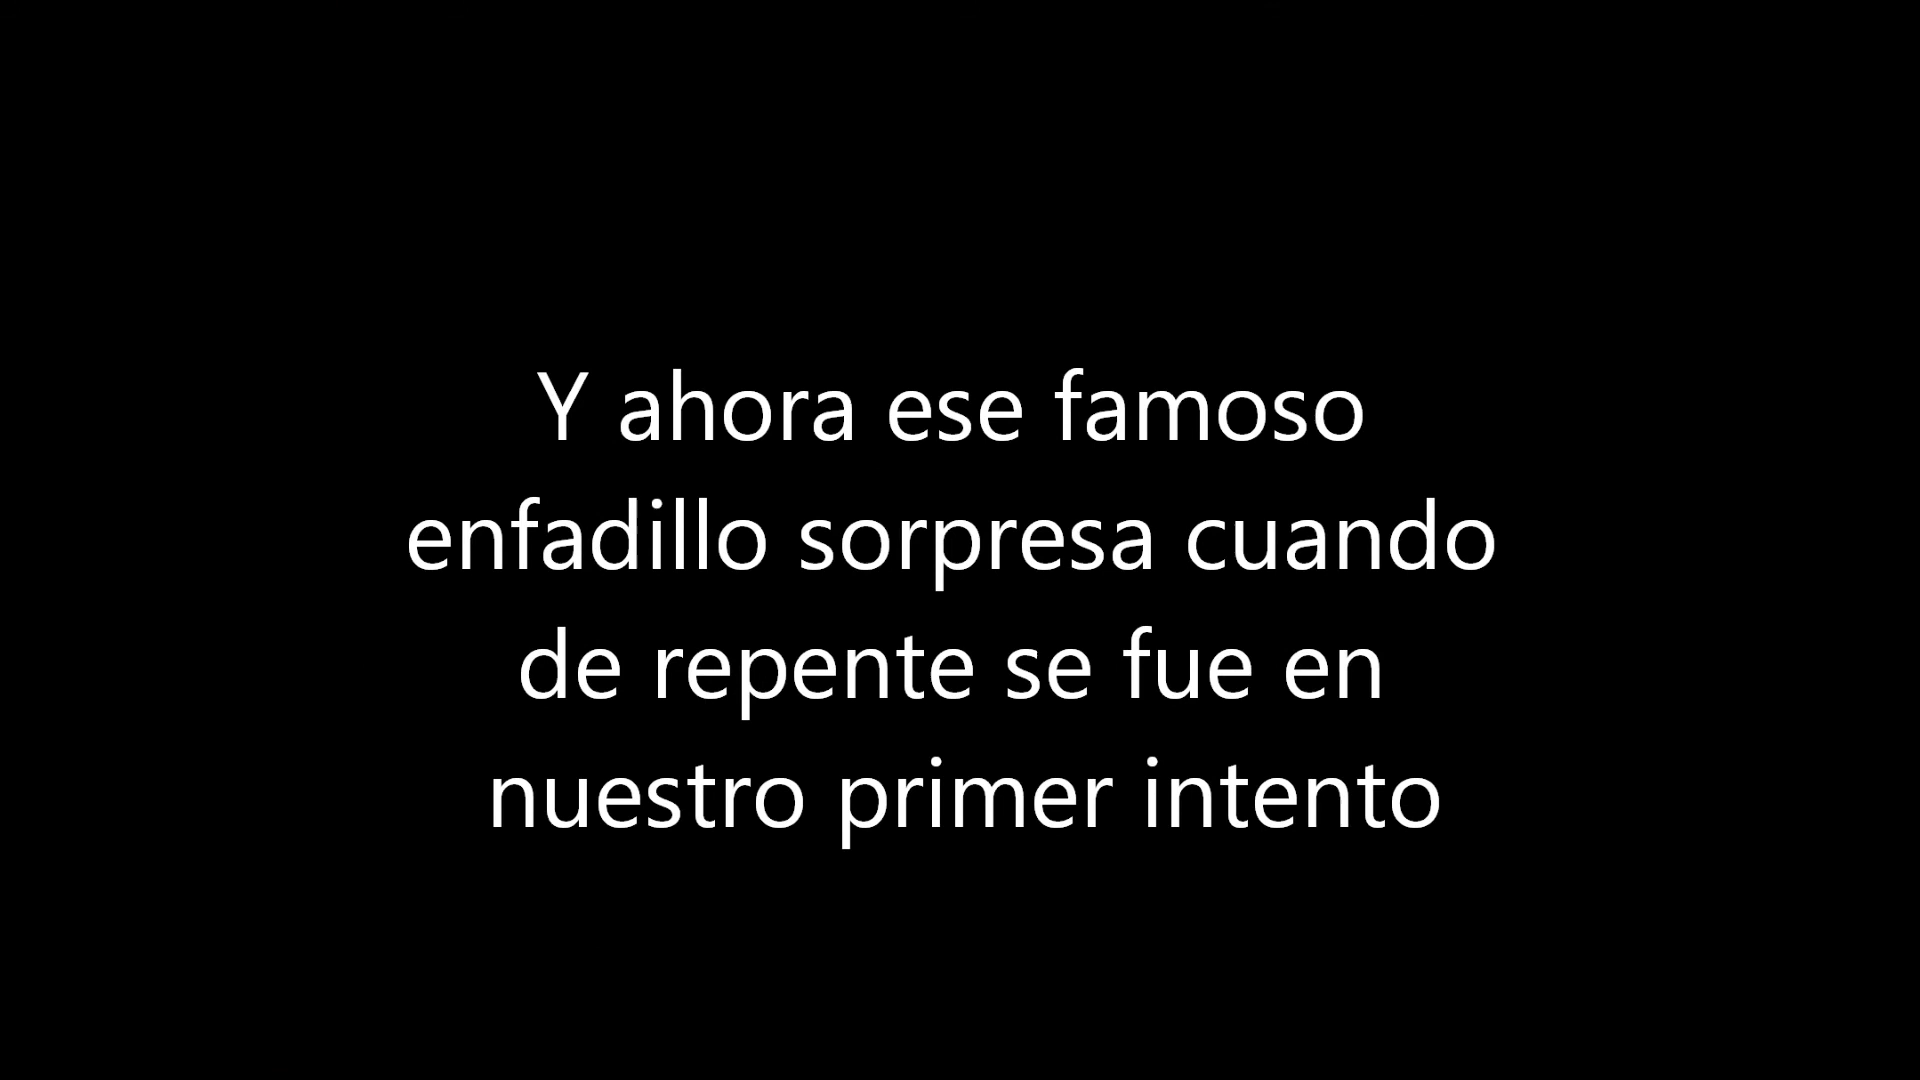 Y ahora ese famoso
enfadillo sorpresa cuando
de repente se fue en
nuestro primer intento